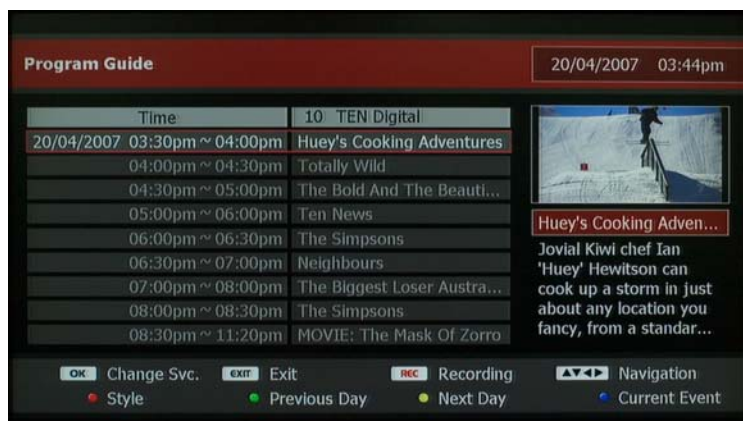 Program Guide
20/04/2007 03:44pm
Time 10 TEN Digital
20/04/2007 03:30pm ~ 04:00pm Huey's Cooking Adventures
04:00pm ~ 04:30pm Totally Wild
04:30pm ~ 05:00pm The Bold And The Beauti...
05:00pm ~ 06:00pm Ten News
06:00pm ~ 06:30pm The Simpsons
06:30pm ~ 07:00pm Neighbours
07:00pm ~ 08:00pm The Biggest Loser Austra...
08:00pm ~ 08:30pm The Simpsons
08:30pm ~ 11:20pm MOVIE: The Mask Of Zorro
Huey's Cooking Adven...
Jovial Kiwi chef Ian
'Huey' Hewitson can
cook up a storm in just
about any location you
fancy, from a standar...
OK Change Svc. EXIT Exit REC Recording ▲▼◄► Navigation
Style Previous Day Next Day Current Event